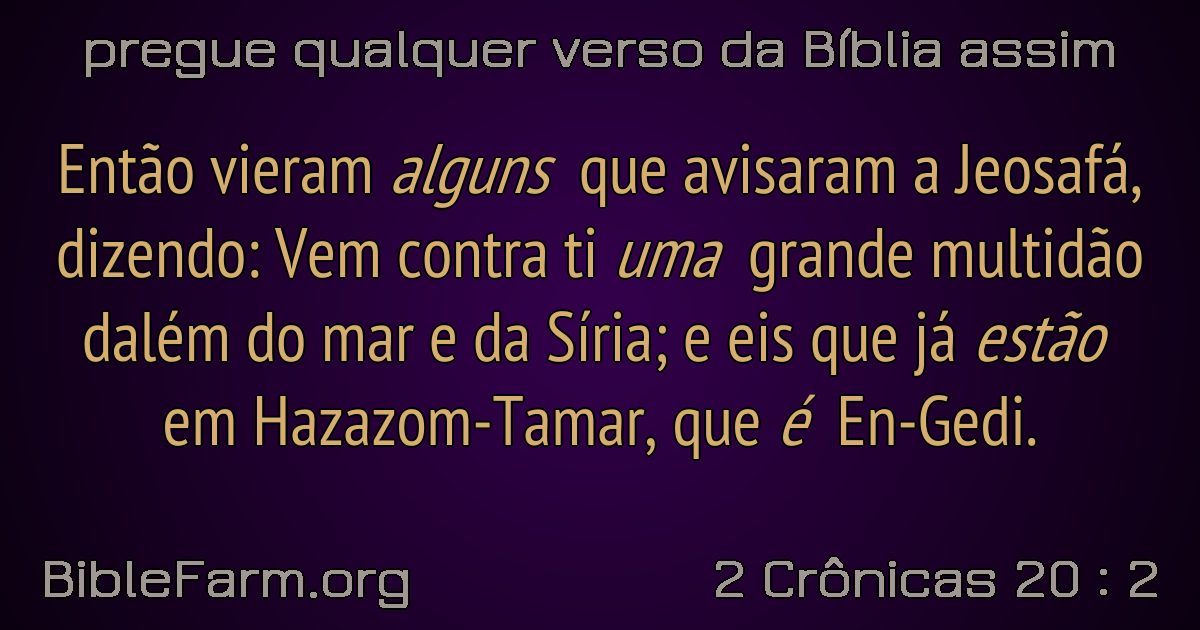 pregue qualquer verso da Bíblia assim
Então vieram alguns que avisaram a Jeosafá,
dizendo: Vem contra ti uma grande multidão
dalém do mar e da Síria; e eis que já estão
em Hazazom-Tamar, que é En-Gedi.
BibleFarm.org
2 Crônicas 20 : 2